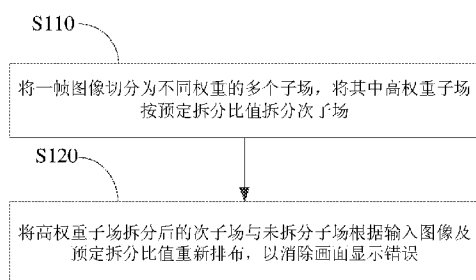 S110
将一帧图像切分为不同权重的多个子场，将其中高权重子场
按预定拆分比值拆分次子场
S120
将高权重子场拆分后的次子场与未拆分子场根据输入图像及
预定拆分比值重新排布，以消除画面显示错误